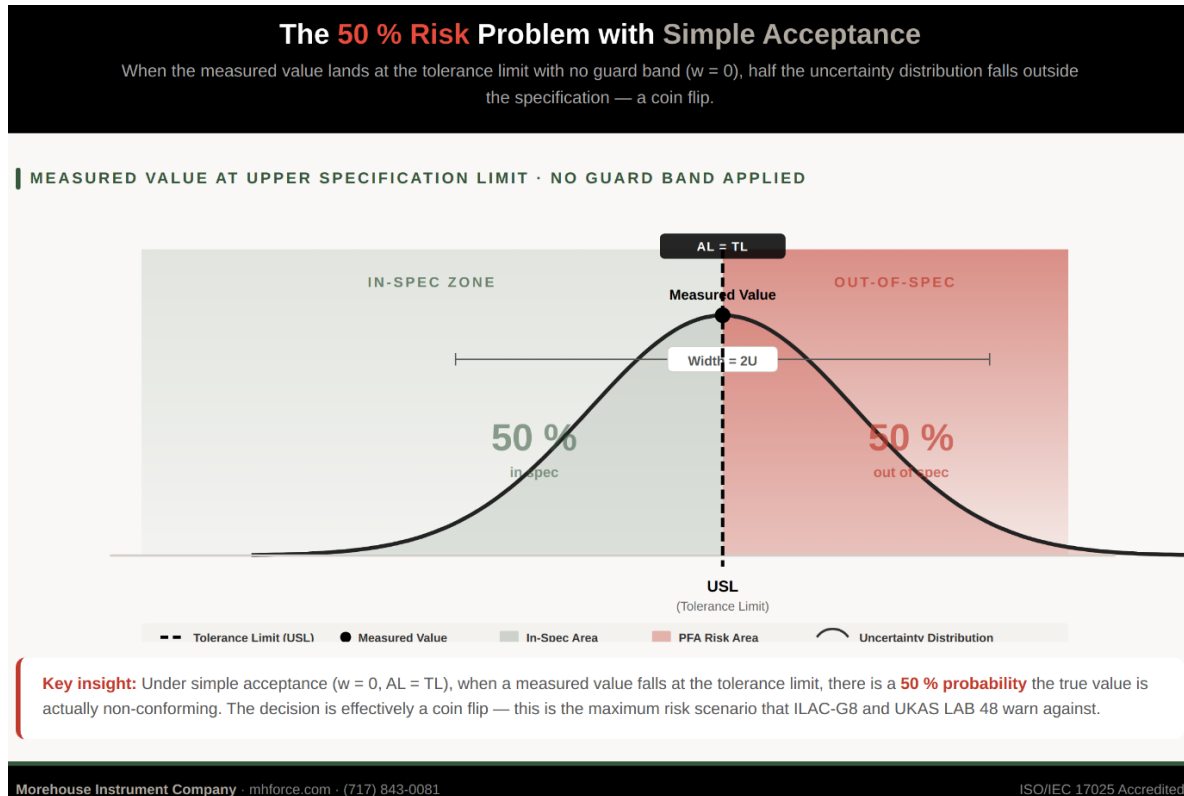 The 50 % Risk Problem with Simple Acceptance
When the measured value lands at the tolerance limit with no guard band (w = 0), half the uncertainty distribution falls outside
the specification — a coin flip.
MEASURED VALUE AT UPPER SPECIFICATION LIMIT · NO GUARD BAND APPLIED
AL = TL
IN-SPEC ZONE
OUT-OF-SPEC
Measured Value
Width = 2U
50 %
in spec
50 %
out of spec
USL
(Tolerance Limit)
Tolerance Limit (USL)
Measured Value
In-Spec Area
PFA Risk Area
Uncertainty Distribution
Key insight: Under simple acceptance (w = 0, AL = TL), when a measured value falls at the tolerance limit, there is a 50 % probability the true value is
actually non-conforming. The decision is effectively a coin flip — this is the maximum risk scenario that ILAC-G8 and UKAS LAB 48 warn against.
Morehouse Instrument Company · mhforce.com · (717) 843-0081
ISO/IEC 17025 Accredited